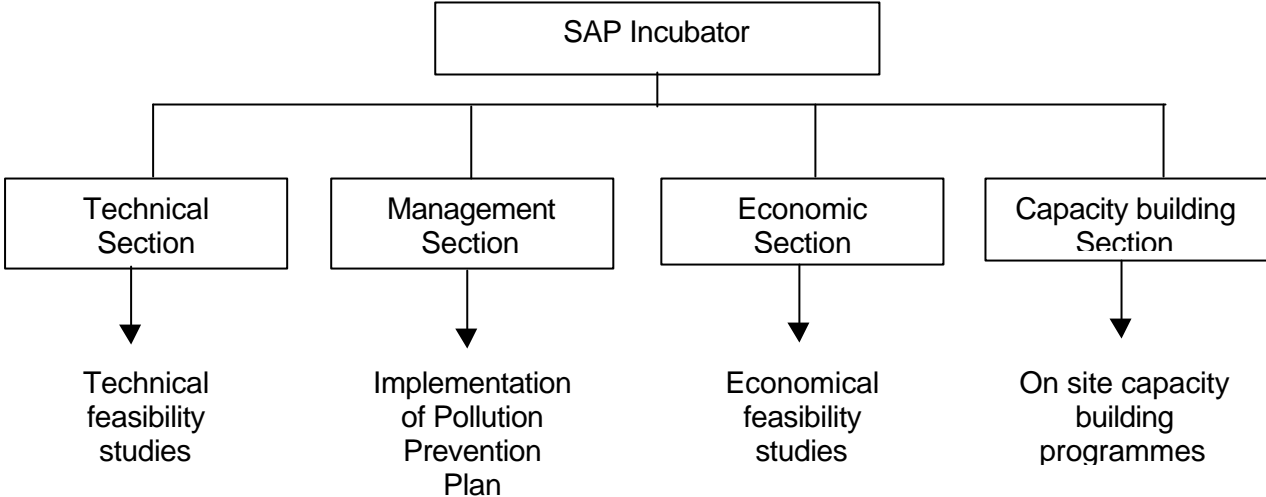 SAP Incubator
Technical
Section
Management
Section
Economic
Section
Capacity building
Section
Technical
feasibility
studies
Implementation
of Pollution
Prevention
Plan
Economical
feasibility
studies
On site capacity
building
programmes